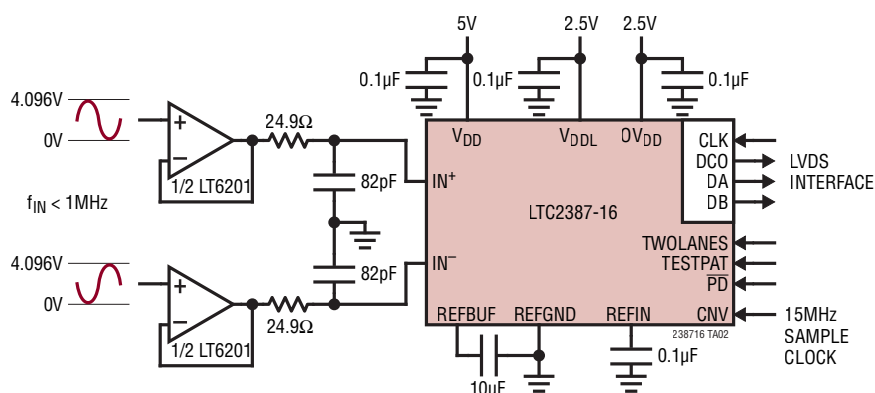 5V
2.5V
2.5V
0.1µF
0.1µF
0.1µF
4.096V
0V
24.9Ω
VDD
VDDL
OVDD
CLK
DCO
DA
DB
LVDS
INTERFACE
1/2 LT6201
82pF
IN+
fIN < 1MHz
LTC2387-16
4.096V
0V
82pF
IN–
TWOLANES
TESTPAT
PD
24.9Ω
REFBUF
REFGND
REFIN
CNV
15MHz
SAMPLE
CLOCK
238716 TA02
1/2 LT6201
10µF
0.1µF